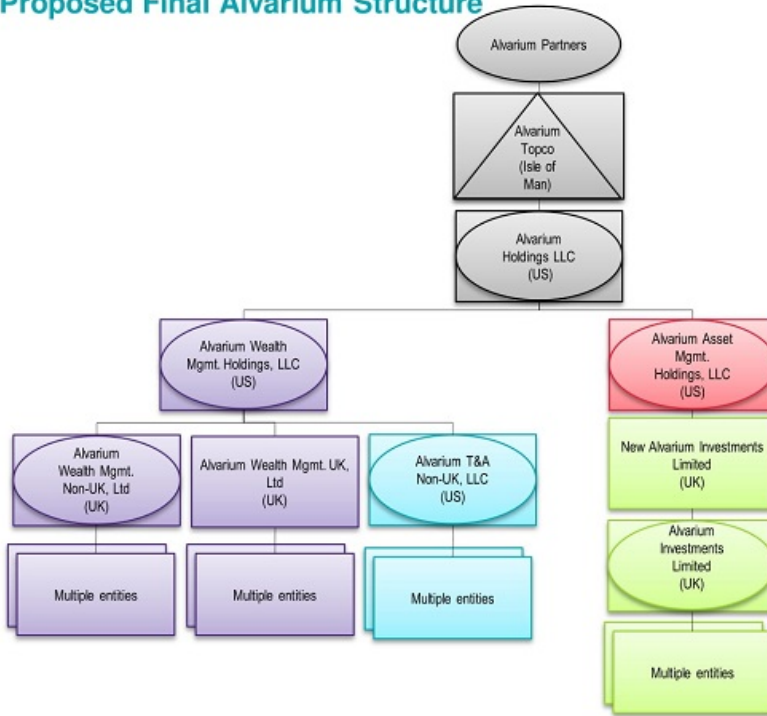 Proposed Final Alvarium Structure
Alvarium Partners
Alvarium
Topco
(Isle of
Man)
Alvarium
Holdings LLC
(US)
Alvarium Wealth
Mgmt. Holdings, LLC
(US)
Alvarium Asset
Mgmt.
Holdings, LLC
(US)
Alvarium
Wealth Mgmt.
Non-UK, Ltd
(UK)
Alvarium Wealth Mgmt. UK,
Ltd
(UK)
Alvarium T&A
Non-UK, LLC
(US)
New Alvarium Investments
Limited
(UK)
Alvarium
Investments
Limited
(UK)
Multiple entities
Multiple entities
Multiple entities
Multiple entities